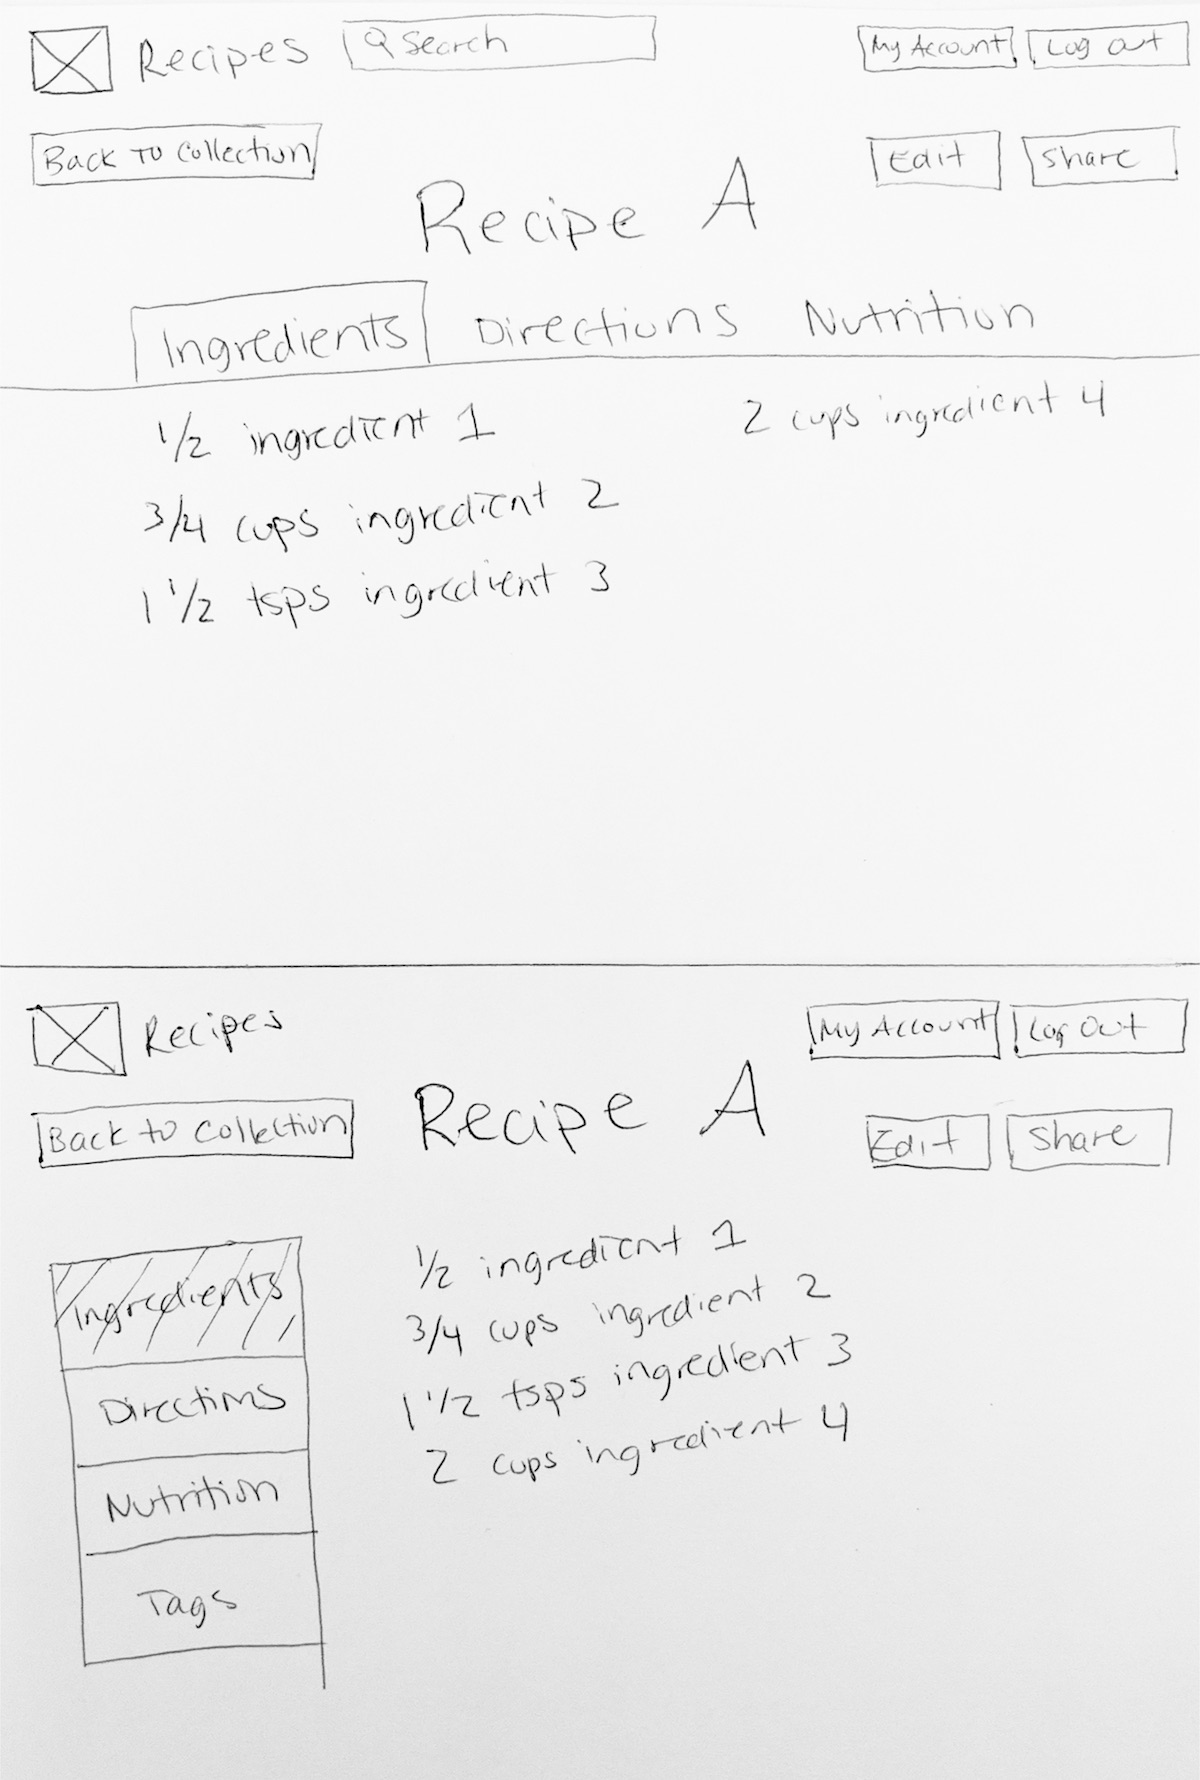 Recipes Search My Account Log Out
Back To Collection Edit Share
Recipe A
Ingredients Directions Nutrition
1/2 ingredient 1 2 cups ingredient 4
3/4 cups ingredient 2
1 1/2 tsps ingredient 3
Recipes My Account Log Out
Back to Collection Recipe A Edit Share
Ingredients
Directions
Nutrition
Tags
1/2 ingredient 1
3/4 cups ingredient 2
1 1/2 tsps ingredient 3
2 cups ingredient 4